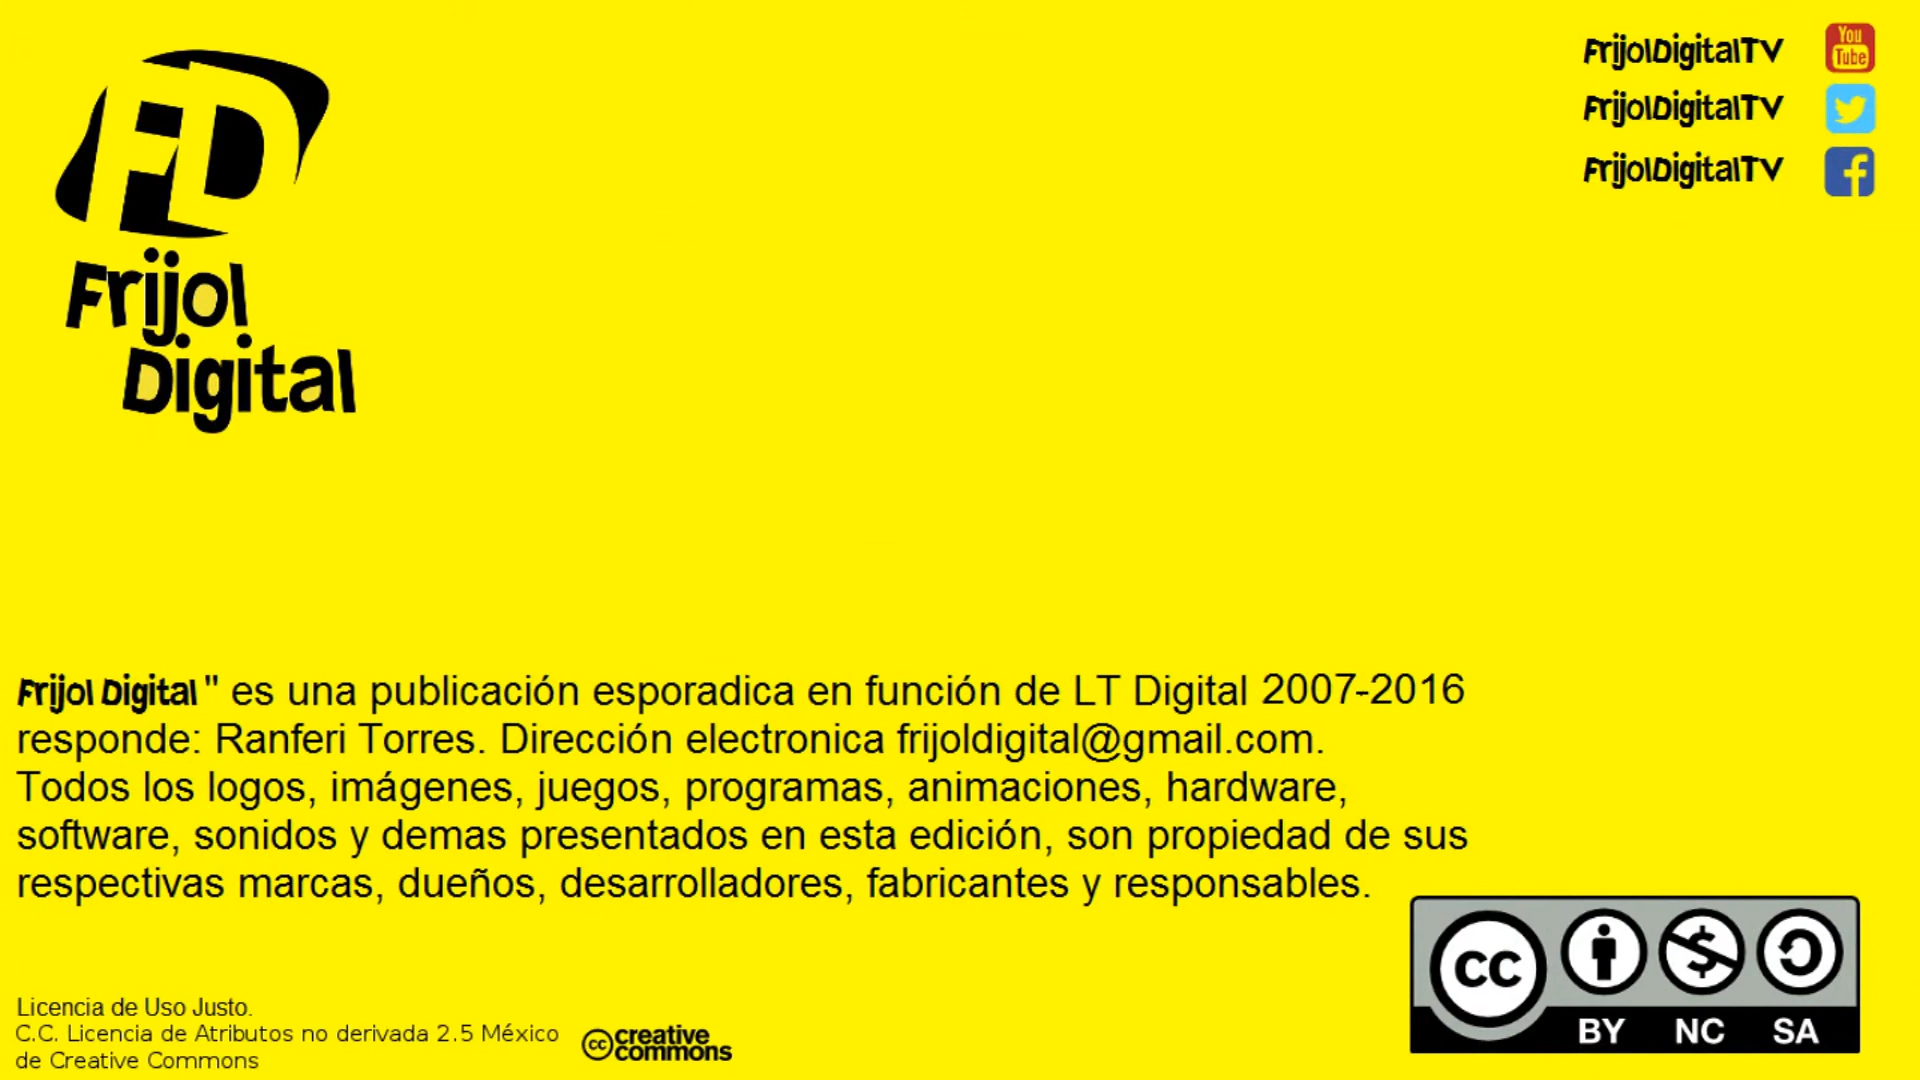 FD
Frijol
Digital
FrijolDigitalTV
You
Tube
FrijolDigitalTV
FrijolDigitalTV
f
Frijol Digital" es una publicación esporadica en función de LT Digital 2007-2016
responde: Ranferi Torres. Dirección electronica frijoldigital@gmail.com.
Todos los logos, imágenes, juegos, programas, animaciones, hardware,
software, sonidos y demas presentados en esta edición, son propiedad de sus
respectivas marcas, dueños, desarrolladores, fabricantes y responsables.
Licencia de Uso Justo.
C.C. Licencia de Atributos no derivada 2.5 México
de Creative Commons
cc creative
commons
cc
BY NC SA